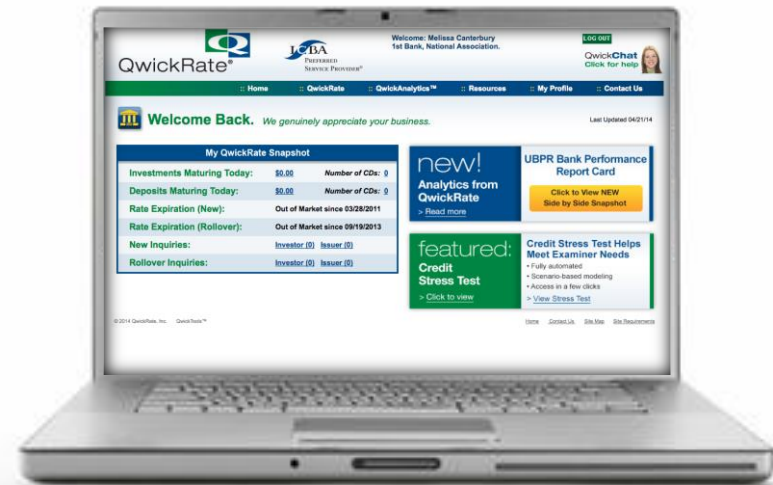 QwickRate®
ICBA
PREFERRED
SERVICE PROVIDER®
Welcome: Melissa Canterbury
1st Bank, National Association.
LOG OUT
QwickChat
Click for help
:: Home :: QwickRate :: QwickAnalytics™ :: Resources :: My Profile :: Contact Us
Welcome Back. We genuinely appreciate your business.
Last Updated 04/21/14
My QwickRate Snapshot
Investments Maturing Today: $0.00 Number of CDs: 0
Deposits Maturing Today: $0.00 Number of CDs: 0
Rate Expiration (New): Out of Market since 03/28/2011
Rate Expiration (Rollover): Out of Market since 09/19/2013
New Inquiries: Investor (0) Issuer (0)
Rollover Inquiries: Investor (0) Issuer (0)
new!
Analytics from
QwickRate
> Read more
UBPR Bank Performance
Report Card
Click to View NEW
Side by Side Snapshot
featured:
Credit
Stress Test
> Click to view
Credit Stress Test Helps
Meet Examiner Needs
• Fully automated
• Scenario-based modeling
• Access in a few clicks
> View Stress Test
© 2014 QwickRate, Inc. QwickTools™
Home Contact Us Site Map Site Requirements